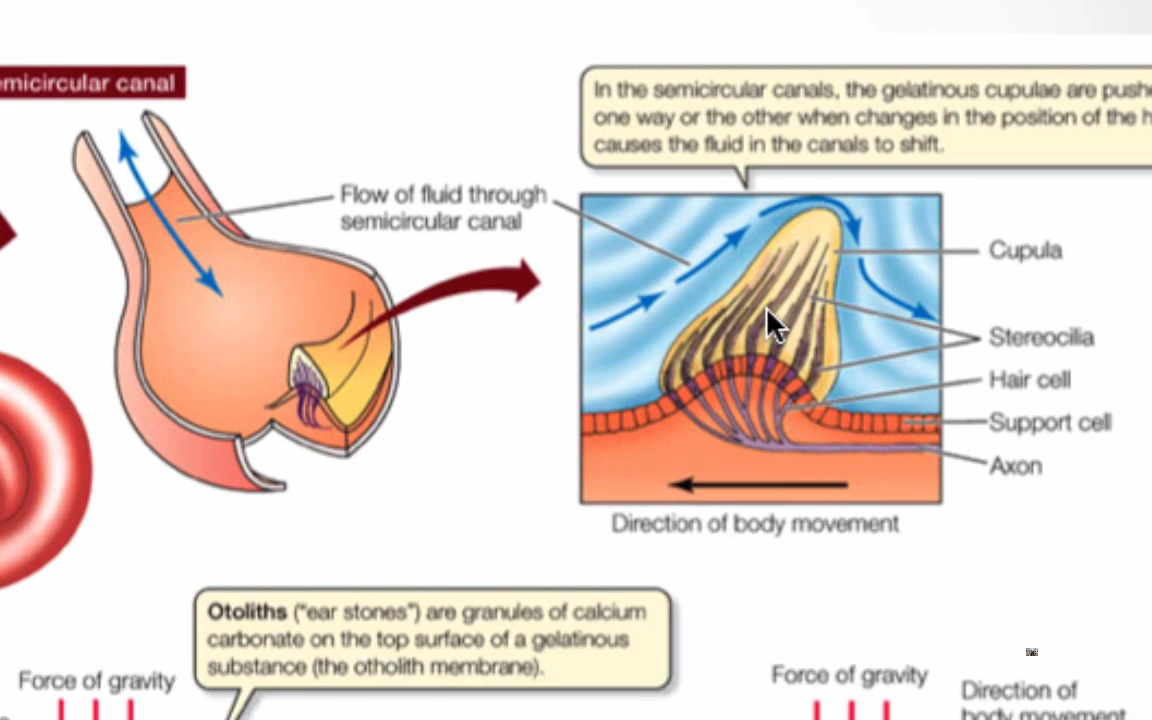 emicircular canal
In the semicircular canals, the gelatinous cupulae are
one way or the other when changes in the position of the
causes the fluid in the canals to shift.
Flow of fluid through
semicircular canal
Cupula
Stereocilia
Hair cell
Support cell
Axon
Direction of body movement
Otoliths ("ear stones") are granules of calcium
carbonate on the top surface of a gelatinous
substance (the otholith membrane).
Force of gravity
Force of gravity
Direction of
body movement